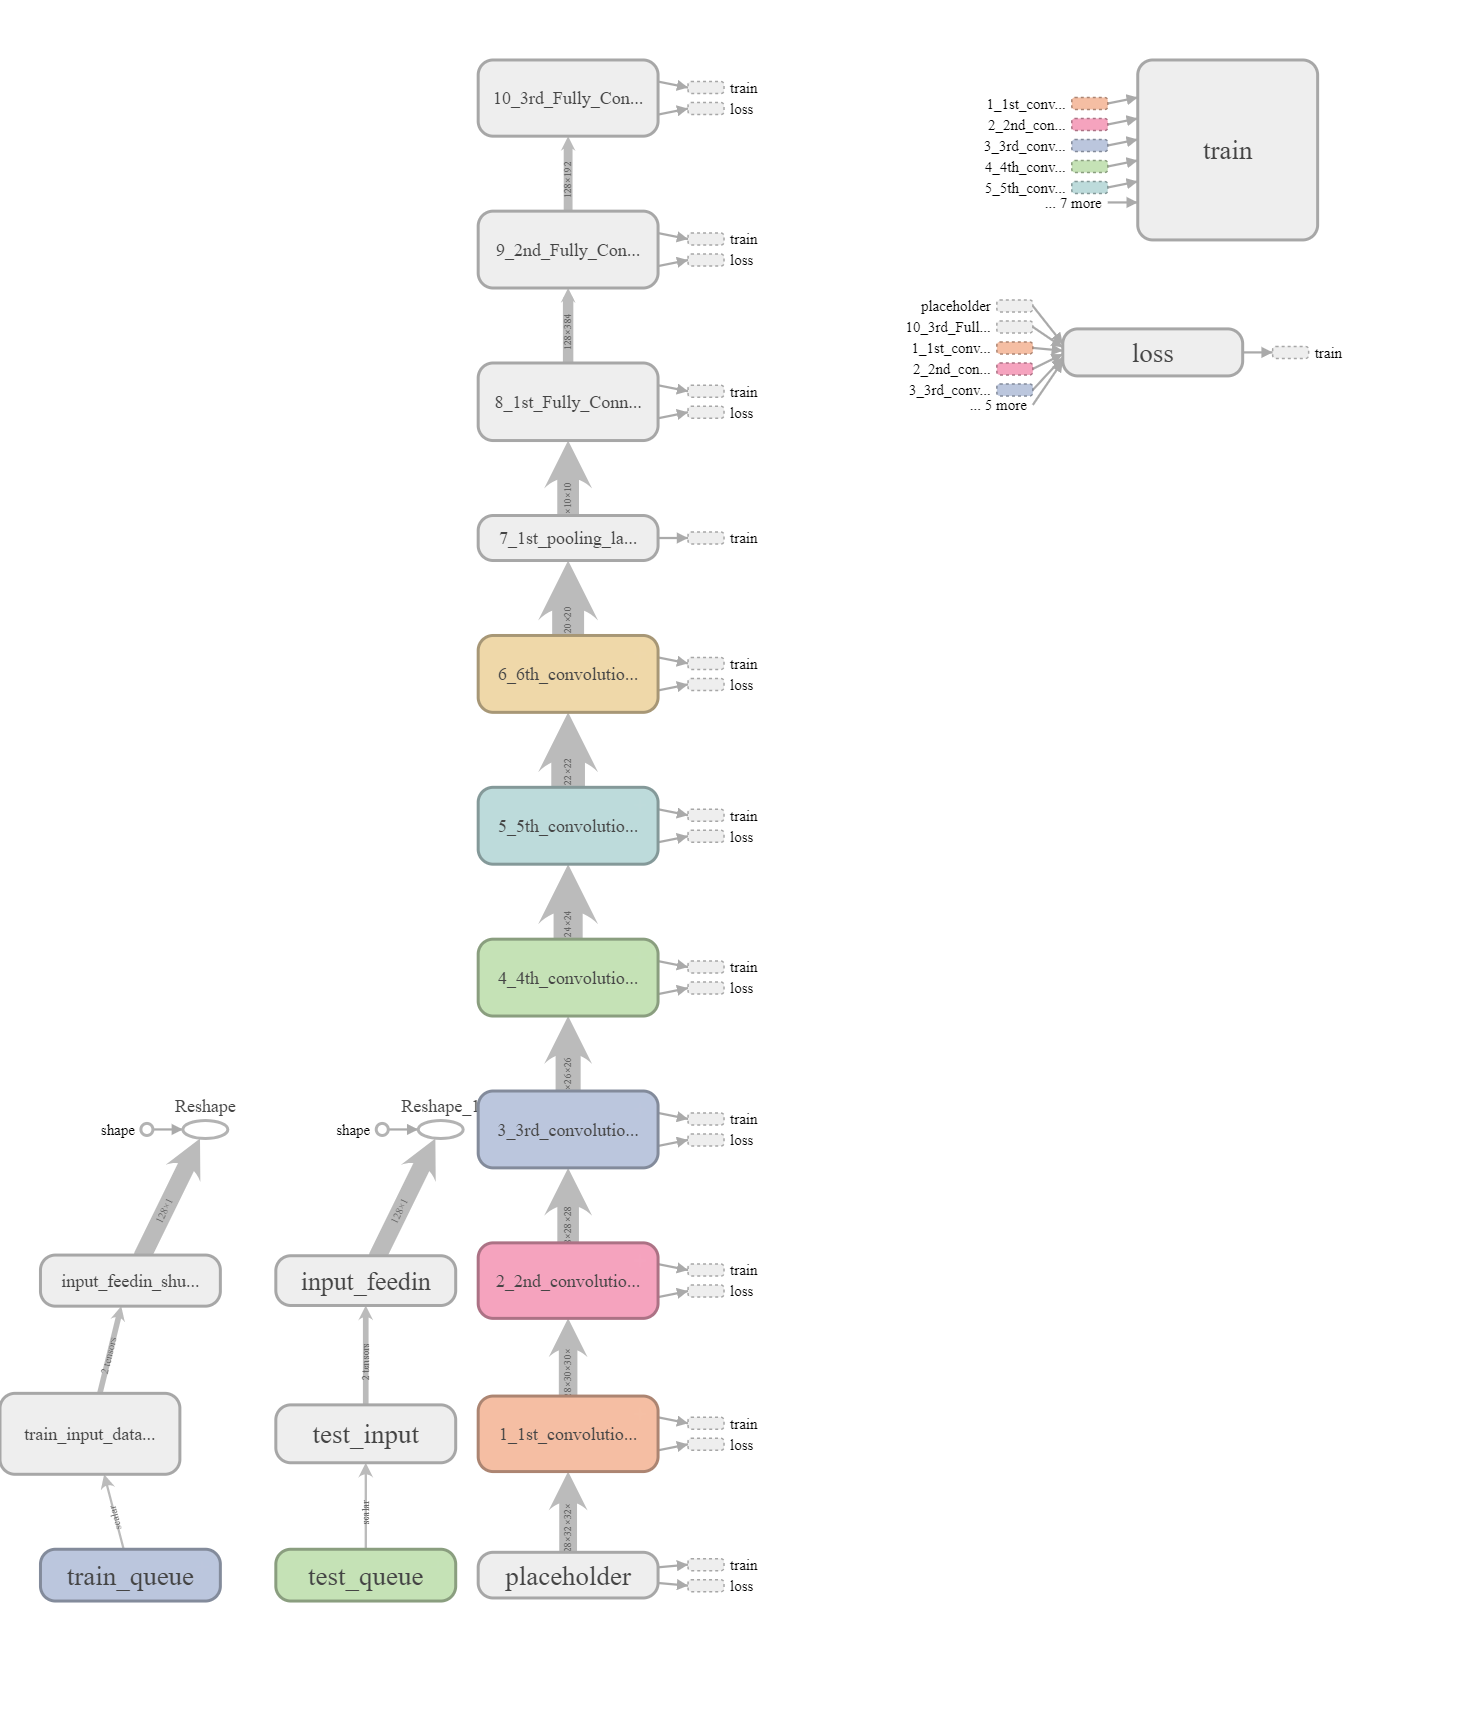 10_3rd_Fully_Con...
train
loss
128×192
9_2nd_Fully_Con...
train
loss
128×384
8_1st_Fully_Conn...
train
loss
×10×10
7_1st_pooling_la...
train
20×20
6_6th_convolutio...
train
loss
22×22
5_5th_convolutio...
train
loss
24×24
4_4th_convolutio...
train
loss
×26×26
3_3rd_convolutio...
train
loss
×28×28
2_2nd_convolutio...
train
loss
8×30×30×
1_1st_convolutio...
train
loss
28×32×32×
placeholder
train
loss
Reshape
shape
128×1
input_feedin_shu...
2 tensors
train_input_data...
scalar
train_queue
Reshape_1
shape
128×1
input_feedin
2 tensors
test_input
scalar
test_queue
1_1st_conv...
2_2nd_con...
3_3rd_conv...
4_4th_conv...
5_5th_conv...
... 7 more
train
placeholder
10_3rd_Full...
1_1st_conv...
2_2nd_con...
3_3rd_conv...
... 5 more
loss
train